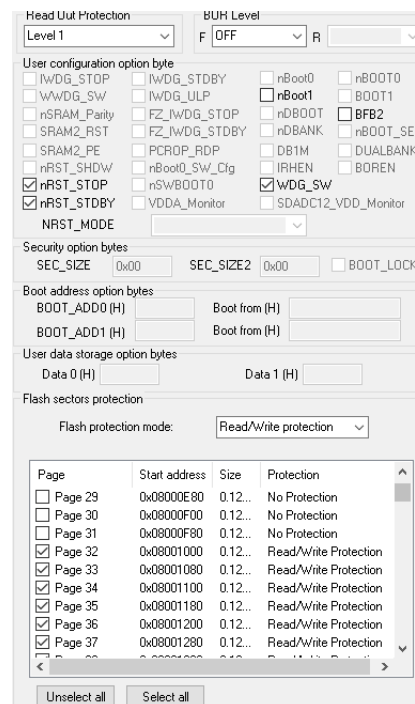 Read Out Protection BOR Level
Level 1 F OFF R
User configuration option byte
IWDG_STOP IWDG_STDBY nBoot0 nBOOT0
WWDG_SW IWDG_ULP nBoot1 BOOT1
nSRAM_Parity FZ_IWDG_STOP nDBOOT BFB2
SRAM2_RST FZ_IWDG_STDBY nDBANK nBOOT_SE
SRAM2_PE PCROP_RDP DB1M DUALBANK
nRST_SHDW nBoot0_SW_Cfg IRHEN BOREN
nRST_STOP nSWBOOT0 WDG_SW
nRST_STDBY VDDA_Monitor SDADC12_VDD_Monitor
NRST_MODE
Security option bytes
SEC_SIZE 0x00 SEC_SIZE2 0x00 BOOT_LOCK
Boot address option bytes
BOOT_ADD0 (H) Boot from (H)
BOOT_ADD1 (H) Boot from (H)
User data storage option bytes
Data 0 (H) Data 1 (H)
Flash sectors protection
Flash protection mode: Read/Write protection
Page Start address Size Protection
Page 29 0x08000E80 0.12... No Protection
Page 30 0x08000F00 0.12... No Protection
Page 31 0x08000F80 0.12... No Protection
Page 32 0x08001000 0.12... Read/Write Protection
Page 33 0x08001080 0.12... Read/Write Protection
Page 34 0x08001100 0.12... Read/Write Protection
Page 35 0x08001180 0.12... Read/Write Protection
Page 36 0x08001200 0.12... Read/Write Protection
Page 37 0x08001280 0.12... Read/Write Protection
Unselect all Select all